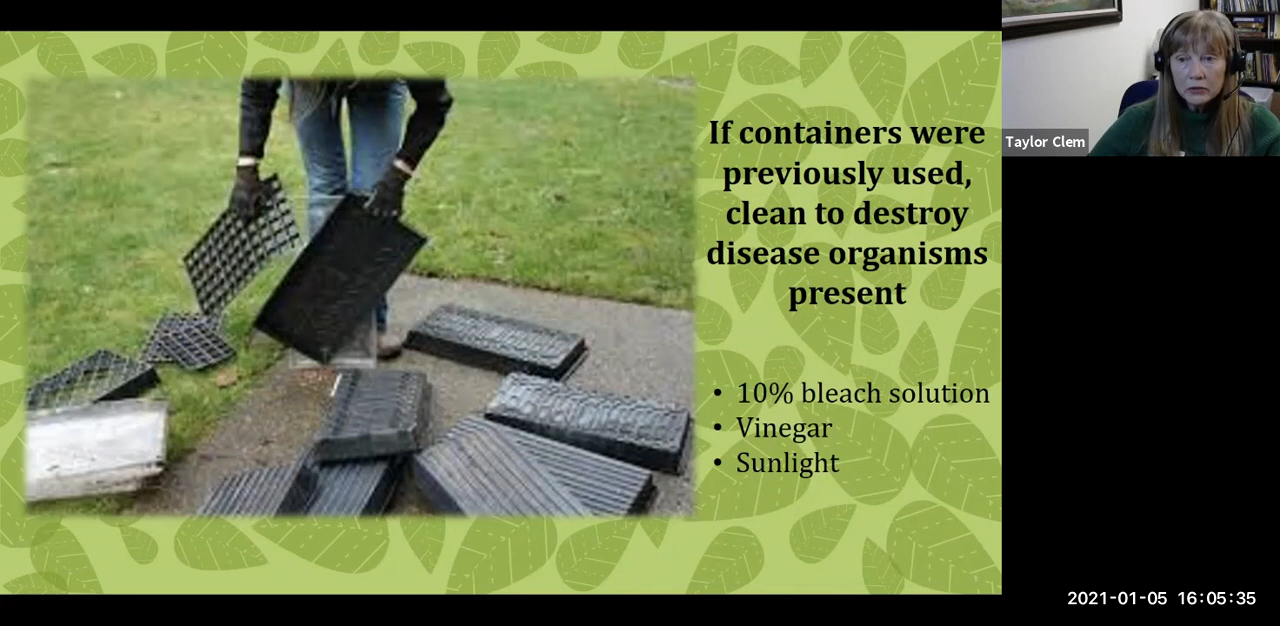 If containers were
previously used,
clean to destroy
disease organisms
present
• 10% bleach solution
• Vinegar
• Sunlight
Taylor Clem
2021-01-05 16:05:35